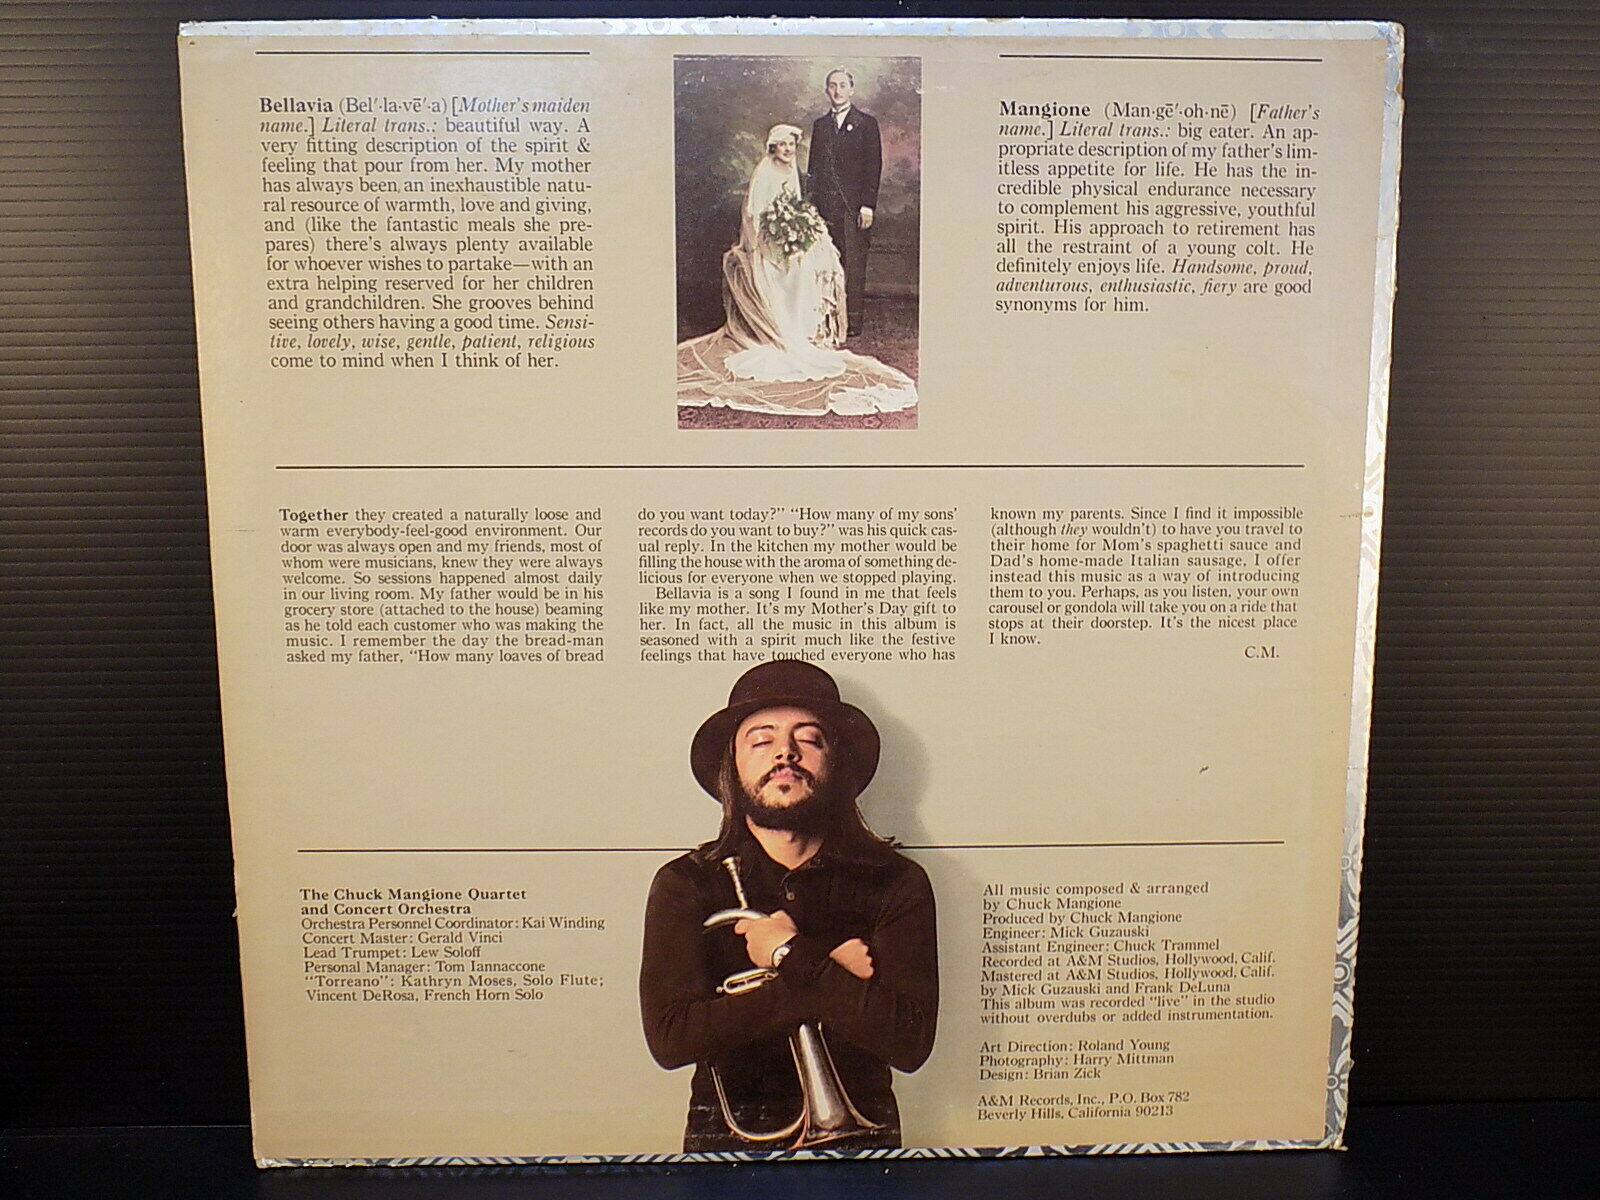 Bellavia (Bel′·la·vē′·a) [Mother's maiden
name.] Literal trans.: beautiful way. A
very fitting description of the spirit &
feeling that pour from her. My mother
has always been an inexhaustible natu-
ral resource of warmth, love and giving,
and (like the fantastic meals she pre-
pares) there's always plenty available
for whoever wishes to partake—with an
extra helping reserved for her children
and grandchildren. She grooves behind
seeing others having a good time. Sensi-
tive, lovely, wise, gentle, patient, religious
come to mind when I think of her.
Mangione (Man·gē′·oh·nē) [Father's
name.] Literal trans.: big eater. An ap-
propriate description of my father's lim-
itless appetite for life. He has the in-
credible physical endurance necessary
to complement his aggressive, youthful
spirit. His approach to retirement has
all the restraint of a young colt. He
definitely enjoys life. Handsome, proud,
adventurous, enthusiastic, fiery are good
synonyms for him.
Together they created a naturally loose and
warm everybody-feel-good environment. Our
door was always open and my friends, most of
whom were musicians, knew they were always
welcome. So sessions happened almost daily
in our living room. My father would be in his
grocery store (attached to the house) beaming
as he told each customer who was making the
music. I remember the day the bread-man
asked my father, "How many loaves of bread
do you want today?" "How many of my sons'
records do you want to buy?" was his quick cas-
ual reply. In the kitchen my mother would be
filling the house with the aroma of something de-
licious for everyone when we stopped playing.
Bellavia is a song I found in me that feels
like my mother. It's my Mother's Day gift to
her. In fact, all the music in this album is
seasoned with a spirit much like the festive
feelings that have touched everyone who has
known my parents. Since I find it impossible
(although they wouldn't) to have you travel to
their home for Mom's spaghetti sauce and
Dad's home-made Italian sausage, I offer
instead this music as a way of introducing
them to you. Perhaps, as you listen, your own
carousel or gondola will take you on a ride that
stops at their doorstep. It's the nicest place
I know.
C.M.
The Chuck Mangione Quartet
and Concert Orchestra
Orchestra Personnel Coordinator: Kai Winding
Concert Master: Gerald Vinci
Lead Trumpet: Lew Soloff
Personal Manager: Tom Iannaccone
"Torreano": Kathryn Moses, Solo Flute;
Vincent DeRosa, French Horn Solo
All music composed & arranged
by Chuck Mangione
Produced by Chuck Mangione
Engineer: Mick Guzauski
Assistant Engineer: Chuck Trammel
Recorded at A&M Studios, Hollywood, Calif.
Mastered at A&M Studios, Hollywood, Calif.
by Mick Guzauski and Frank DeLuna
This album was recorded "live" in the studio
without overdubs or added instrumentation.
Art Direction: Roland Young
Photography: Harry Mittman
Design: Brian Zick
A&M Records, Inc., P.O. Box 782
Beverly Hills, California 90213